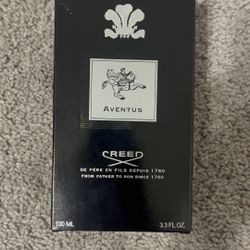 AVENTUS
CREED
DE PÈRE EN FILS DEPUIS 1760
FROM FATHER TO SON SINCE 1760
100 ML 3.3 FL.OZ.